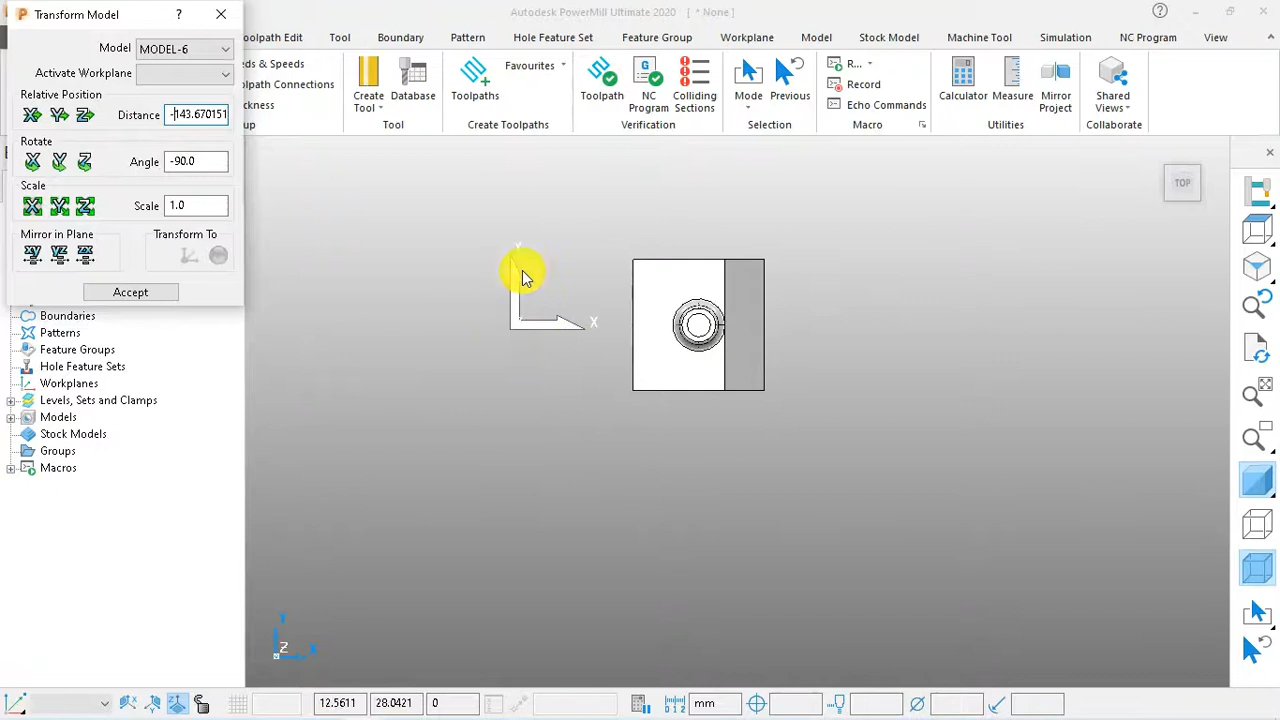 Transform Model
?
Autodesk PowerMill Ultimate 2020 [ * None ]
Model MODEL-6
Activate Workplane
Relative Position
Distance -143.670151
Rotate
Angle -90.0
Scale
Scale 1.0
Mirror in Plane
Transform To
Accept
olpath Edit Tool Boundary Pattern Hole Feature Set Feature Group Workplane Model Stock Model Machine Tool Simulation NC Program View
ds & Speeds
olpath Connections
ckness
up
Create Tool
Database
Tool
Toolpaths
Favourites
Create Toolpaths
Toolpath
NC Program
Colliding Sections
Mode
Previous
Selection
R...
Record
Echo Commands
Macro
Calculator
Measure
Mirror Project
Utilities
Shared Views
Collaborate
Boundaries
Patterns
Feature Groups
Hole Feature Sets
Workplanes
Levels, Sets and Clamps
Models
Stock Models
Groups
Macros
TOP
Y
X
Y
Z
X
12.5611 28.0421 0 mm